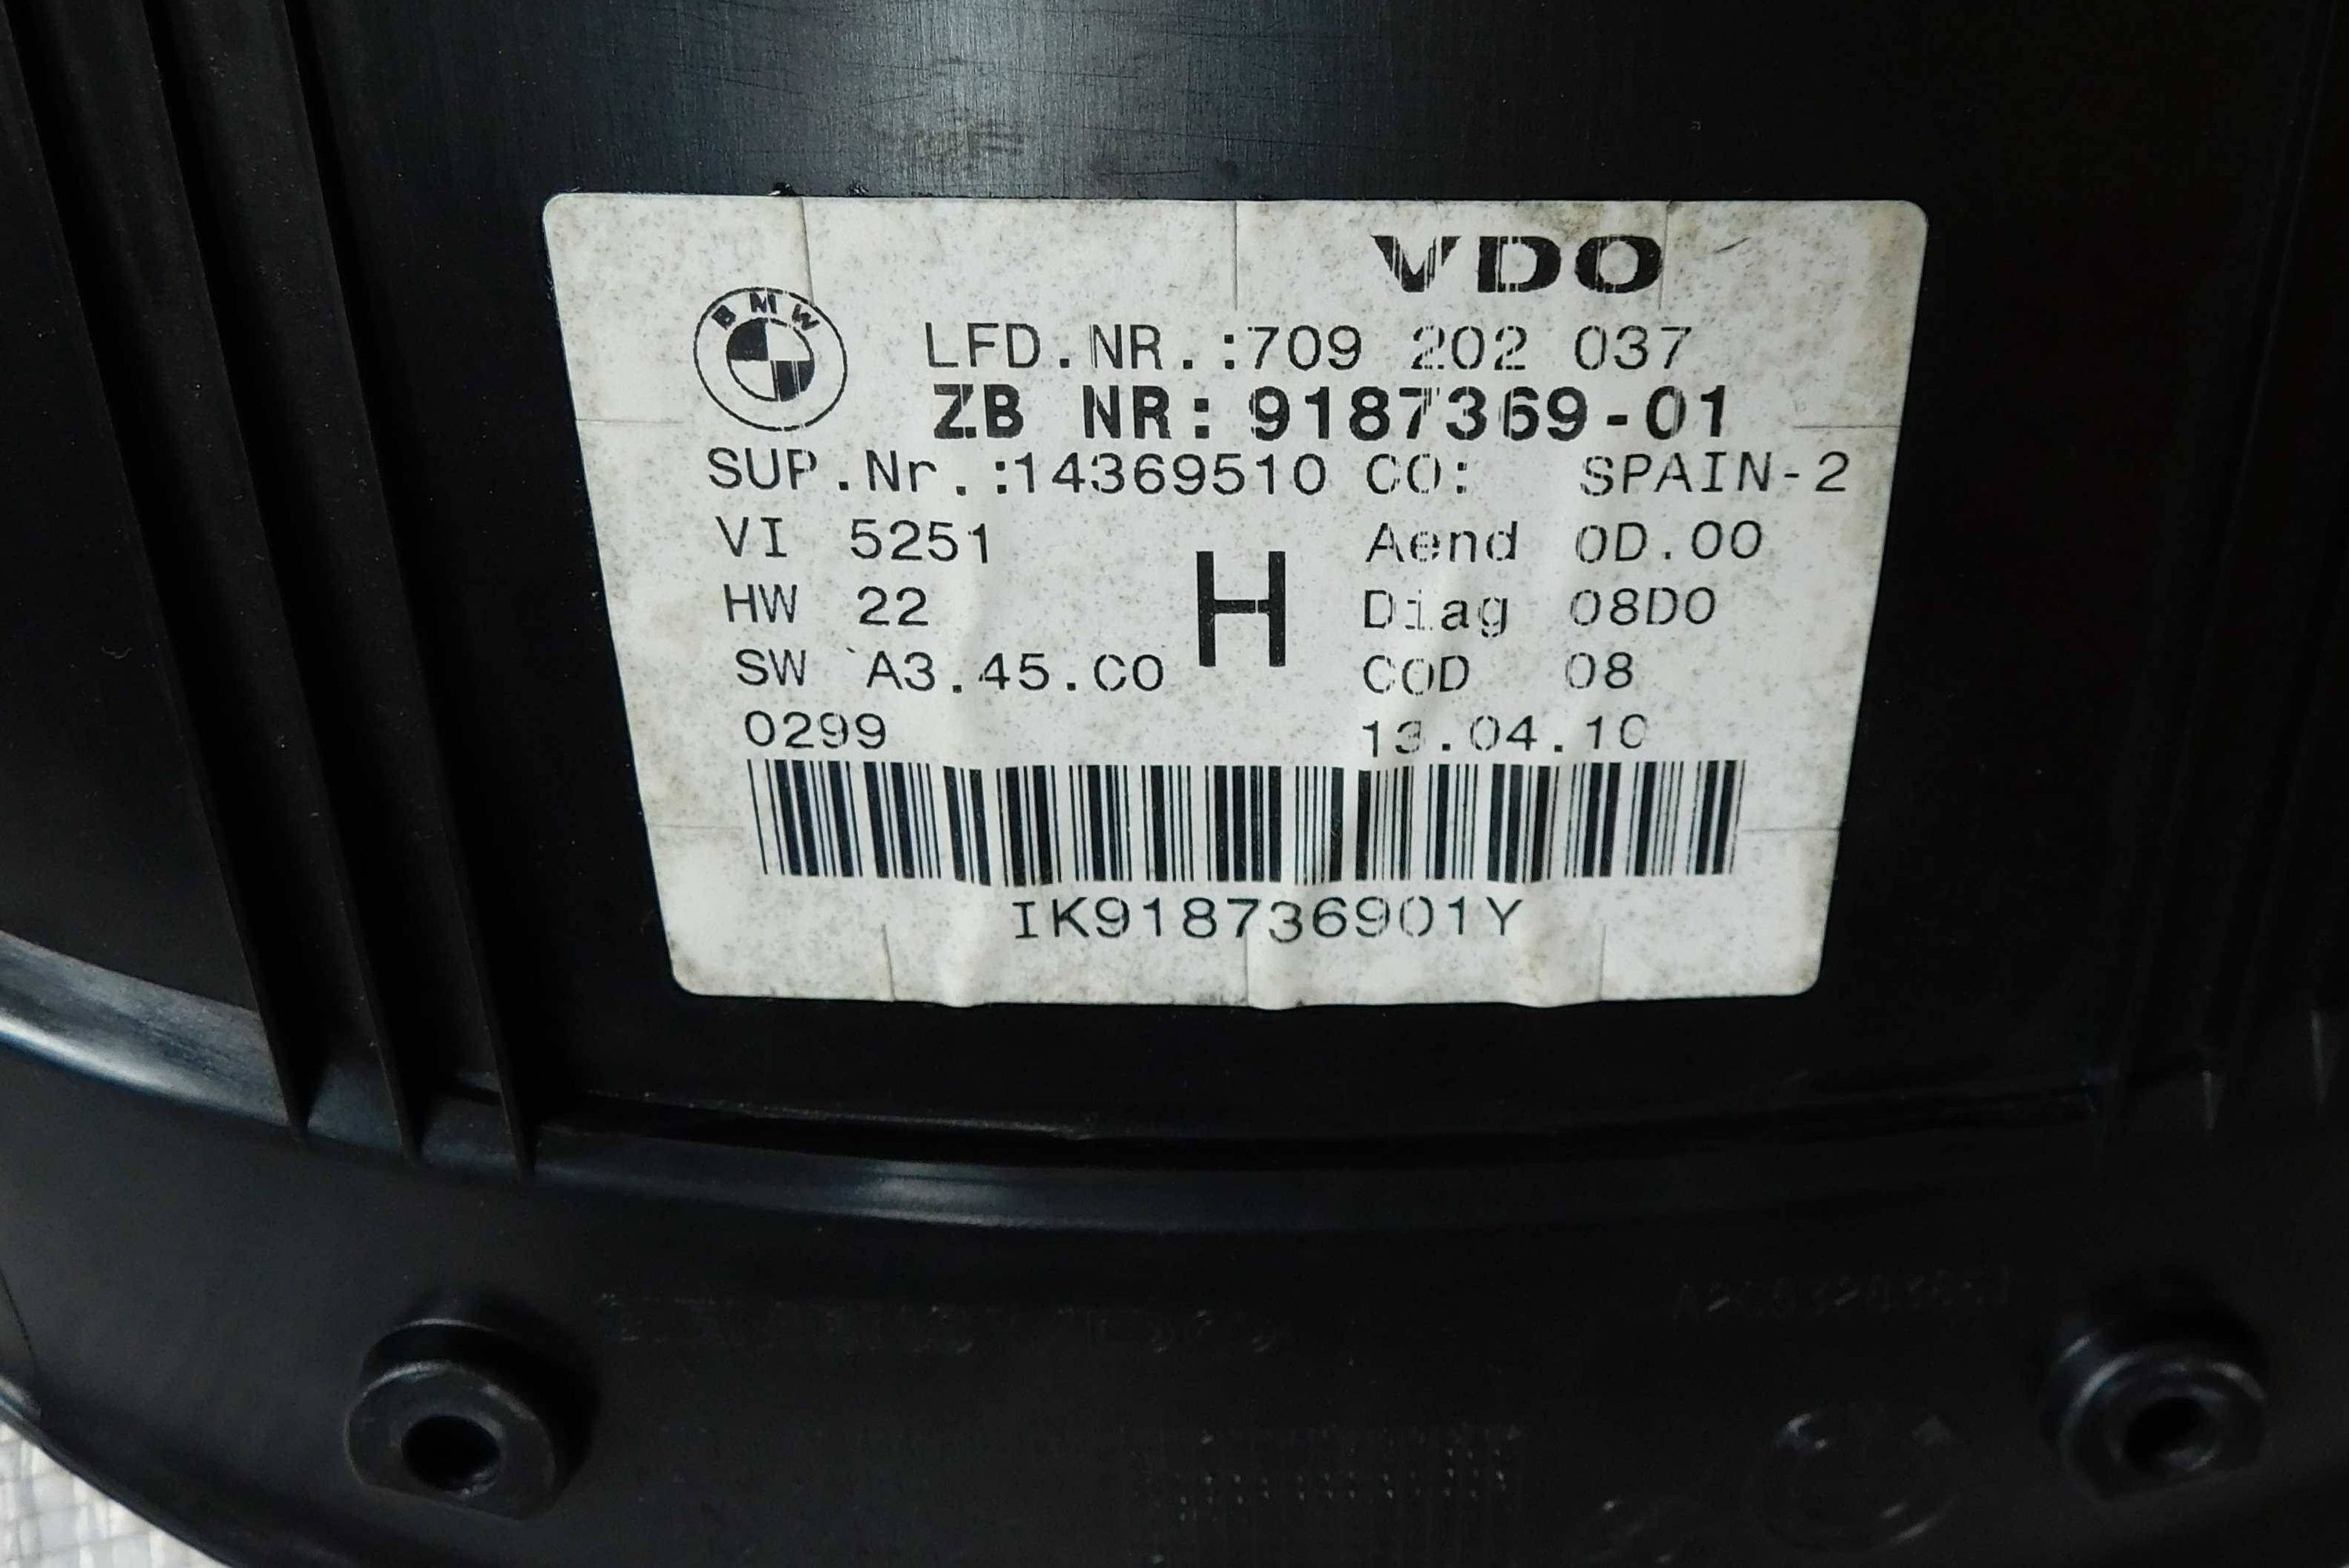 VDO
BMW
LFD.NR.:709 202 037
ZB NR: 9187369-01
SUP.Nr.:14369510 CO: SPAIN-2
VI 5251 Aend 0D.00
HW 22 H Diag 08D0
SW A3.45.C0 COD 08
0299 13.04.10
IK918736901Y